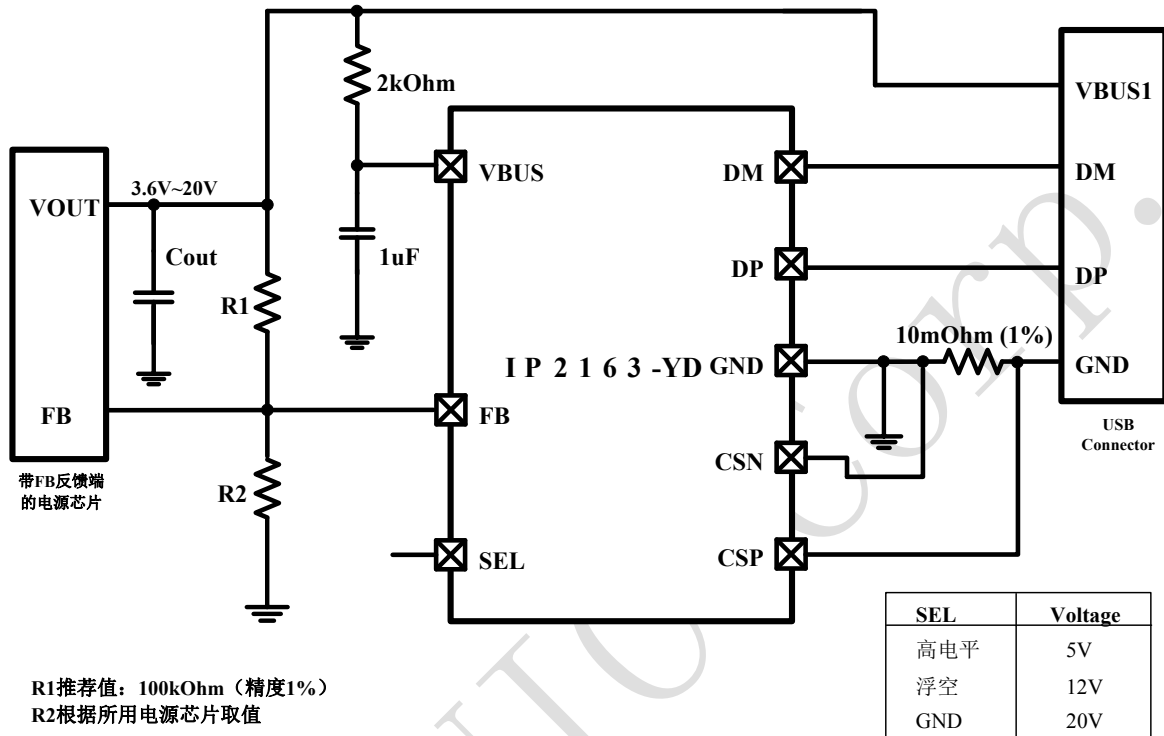 2kOhm
VBUS1
VBUS
DM
DM
3.6V~20V
VOUT
Cout
1uF
DP
DP
R1
10mOhm (1%)
IP2163-YD
GND
GND
FB
FB
USB
Connector
CSN
带FB反馈端
的电源芯片
R2
SEL
CSP
SEL Voltage
高电平 5V
浮空 12V
GND 20V
R1推荐值：100kOhm（精度1%）
R2根据所用电源芯片取值
Corp.